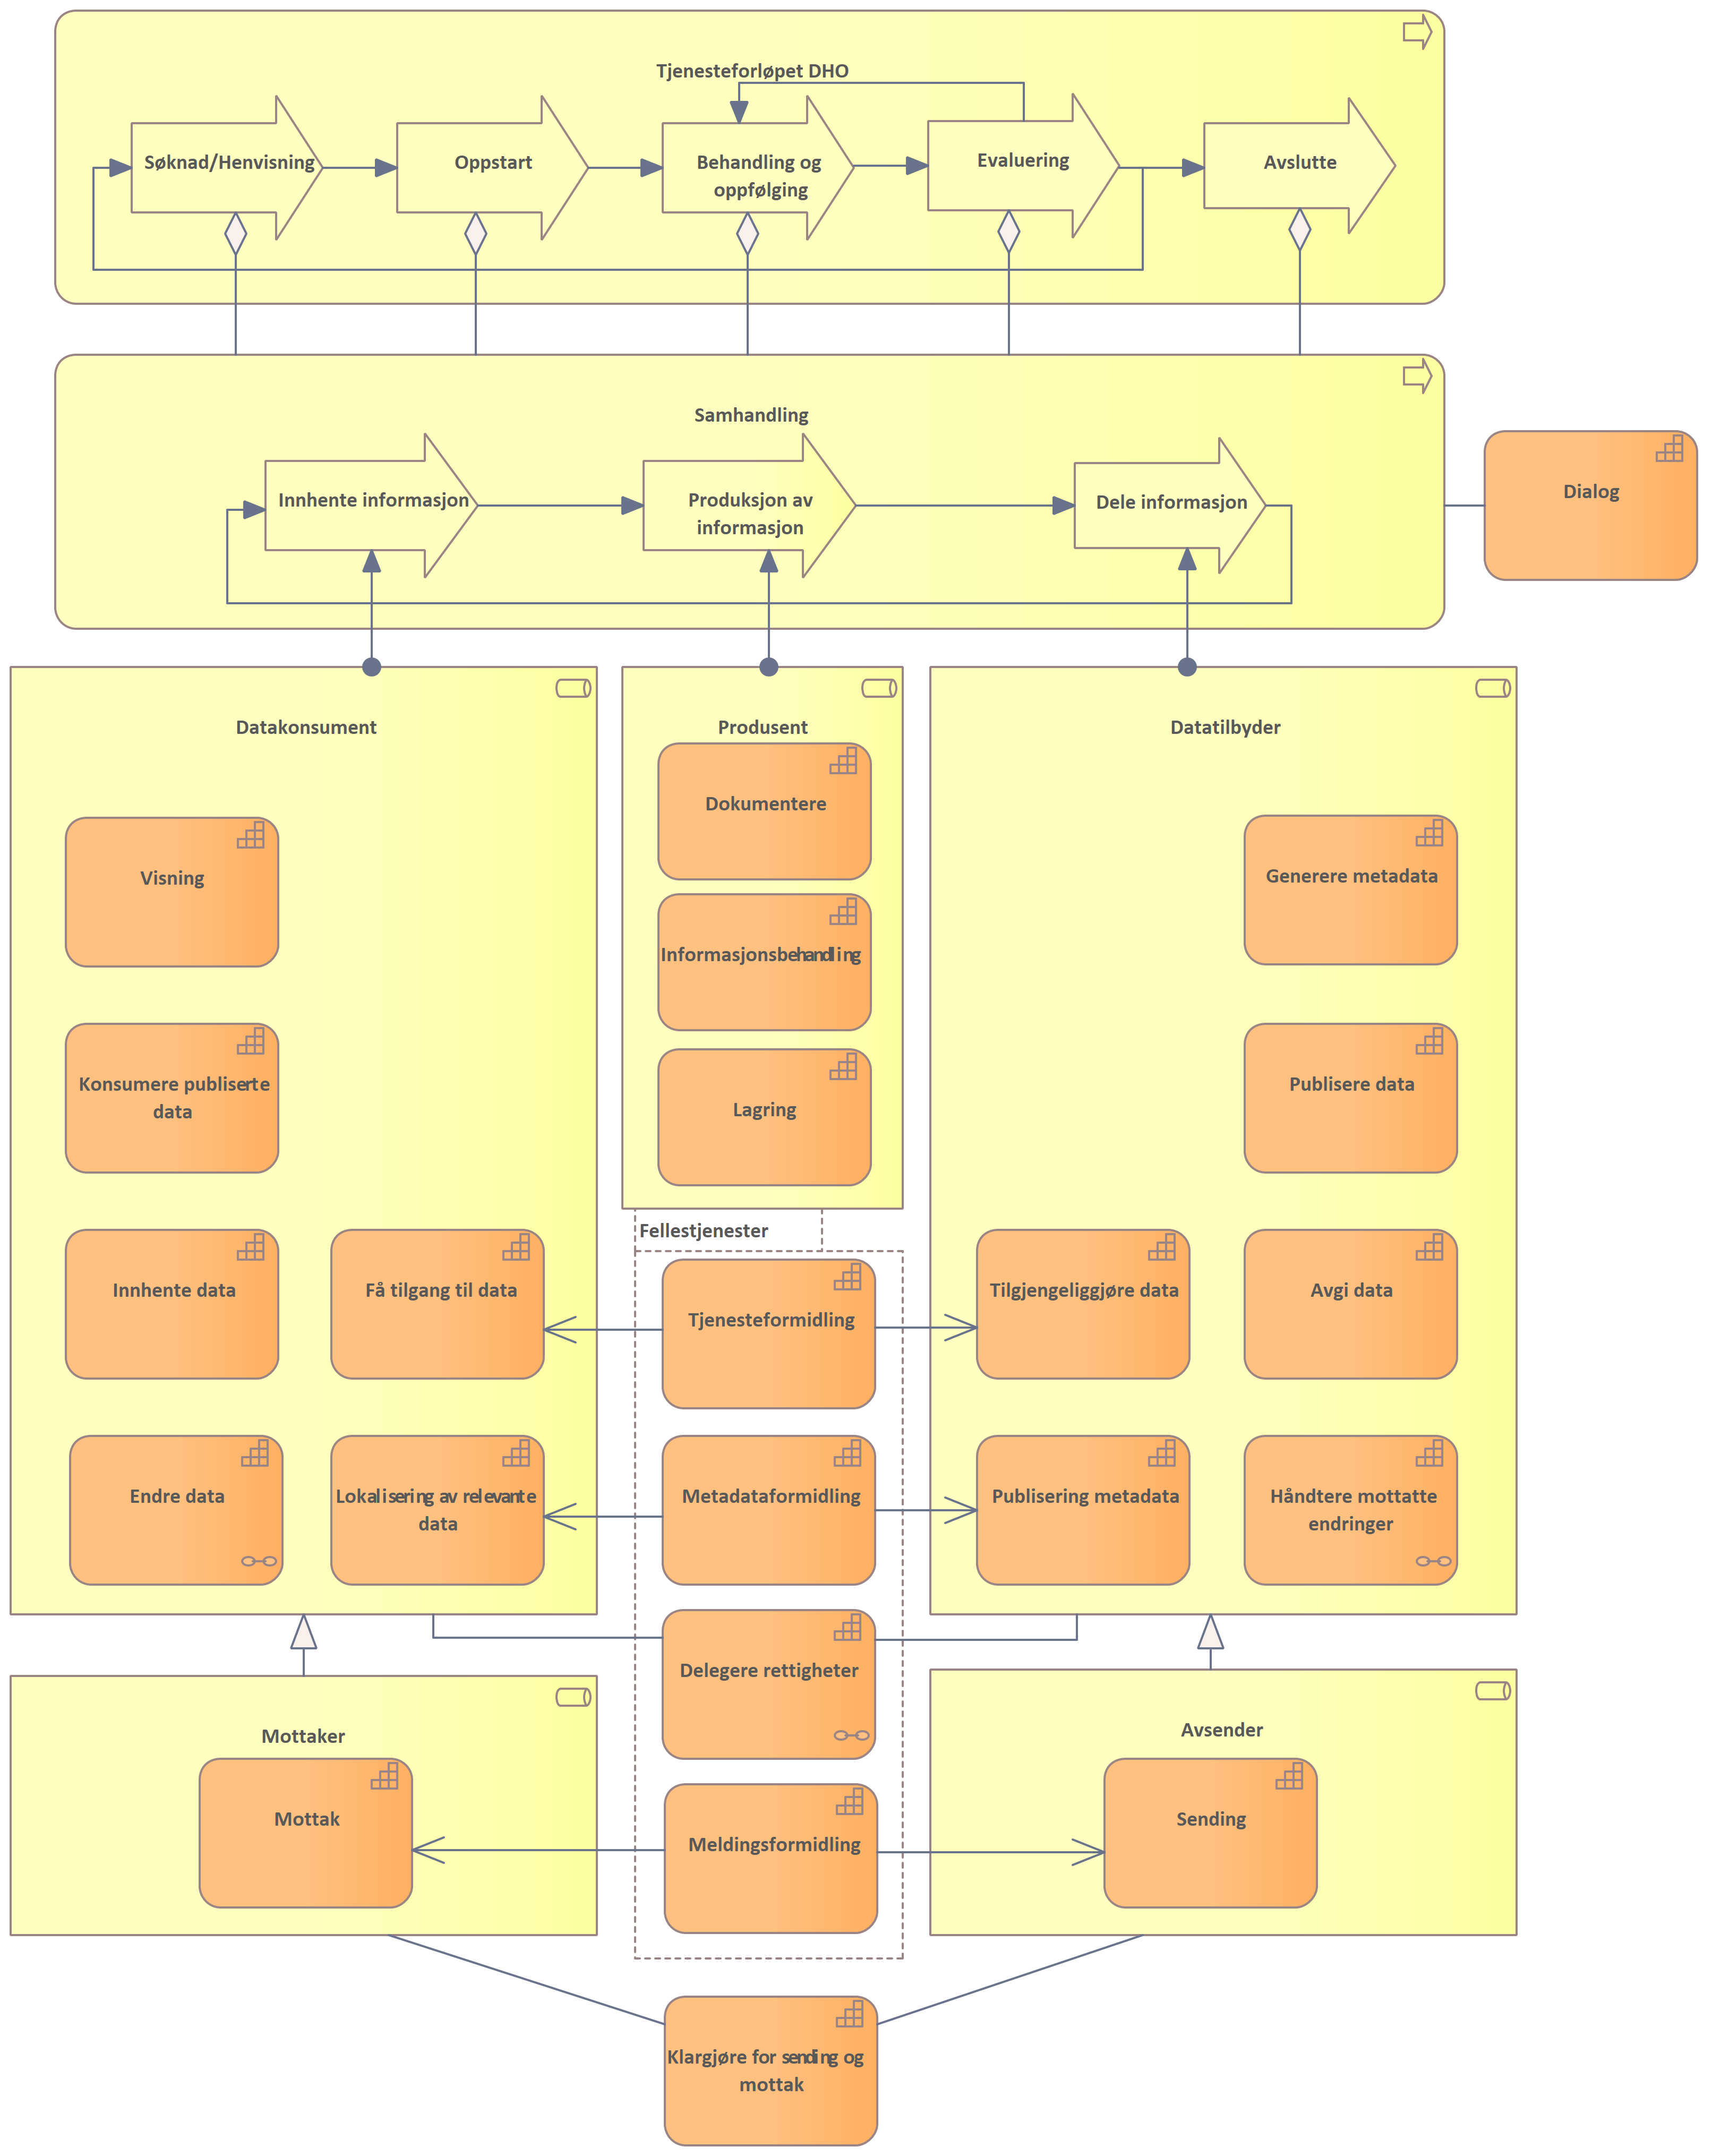 Tjenesteforløpet DHO
Søknad/Henvisning
Oppstart
Behandling og
oppfølging
Evaluering
Avslutte
Samhandling
Innhente informasjon
Produksjon av
informasjon
Dele informasjon
Dialog
Datakonsument
Visning
Konsumere publiserte
data
Innhente data
Få tilgang til data
Endre data
Lokalisering av relevante
data
Produsent
Dokumentere
Informasjonsbehandling
Lagring
Fellestjenester
Tjenesteformidling
Metadataformidling
Delegere rettigheter
Meldingsformidling
Datatilbyder
Generere metadata
Publisere data
Tilgjengeliggjøre data
Avgi data
Publisering metadata
Håndtere mottatte
endringer
Mottaker
Mottak
Avsender
Sending
Klargjøre for sending og
mottak